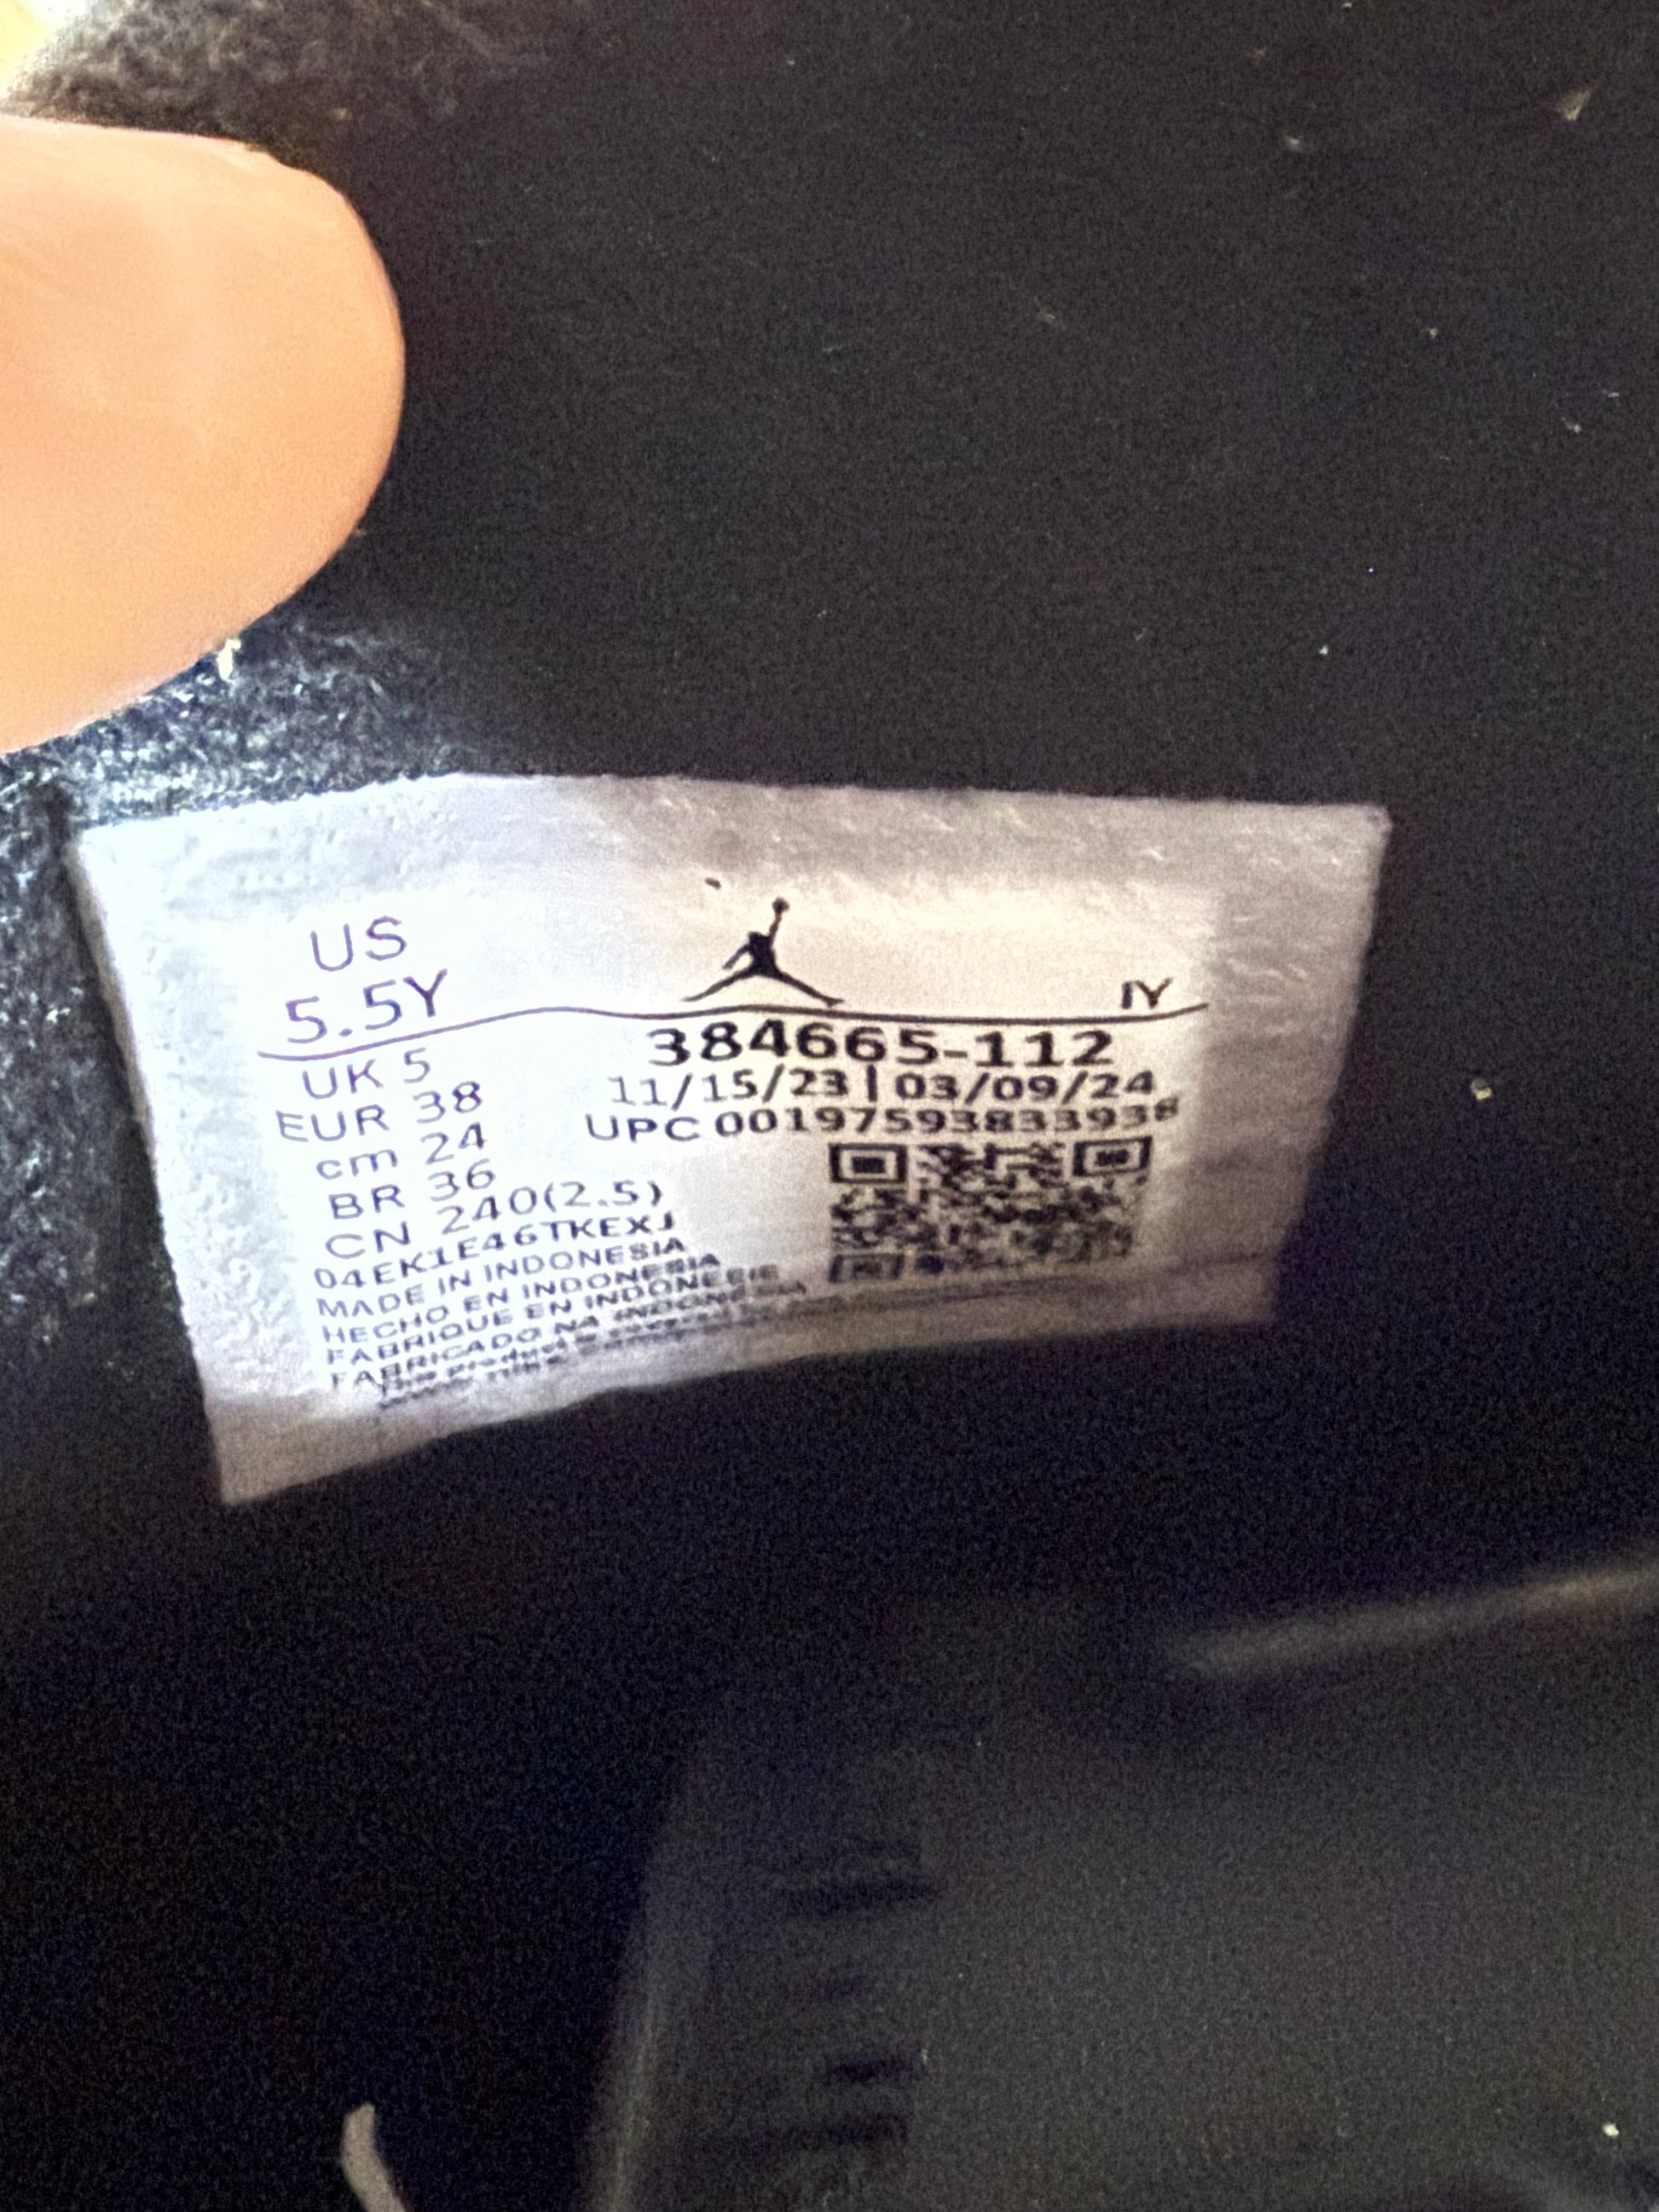 US
5.5Y
IY
UK 5
EUR 38
cm 24
BR 36
CN 240(2.5)
04EK1E46TKEXJ
MADE IN INDONESIA
HECHO EN INDONESIA
FABRIQUE EN INDONESIE
FABRICADO NA INDONESIA
384665-112
11/15/23 | 03/09/24
UPC 00197593833938